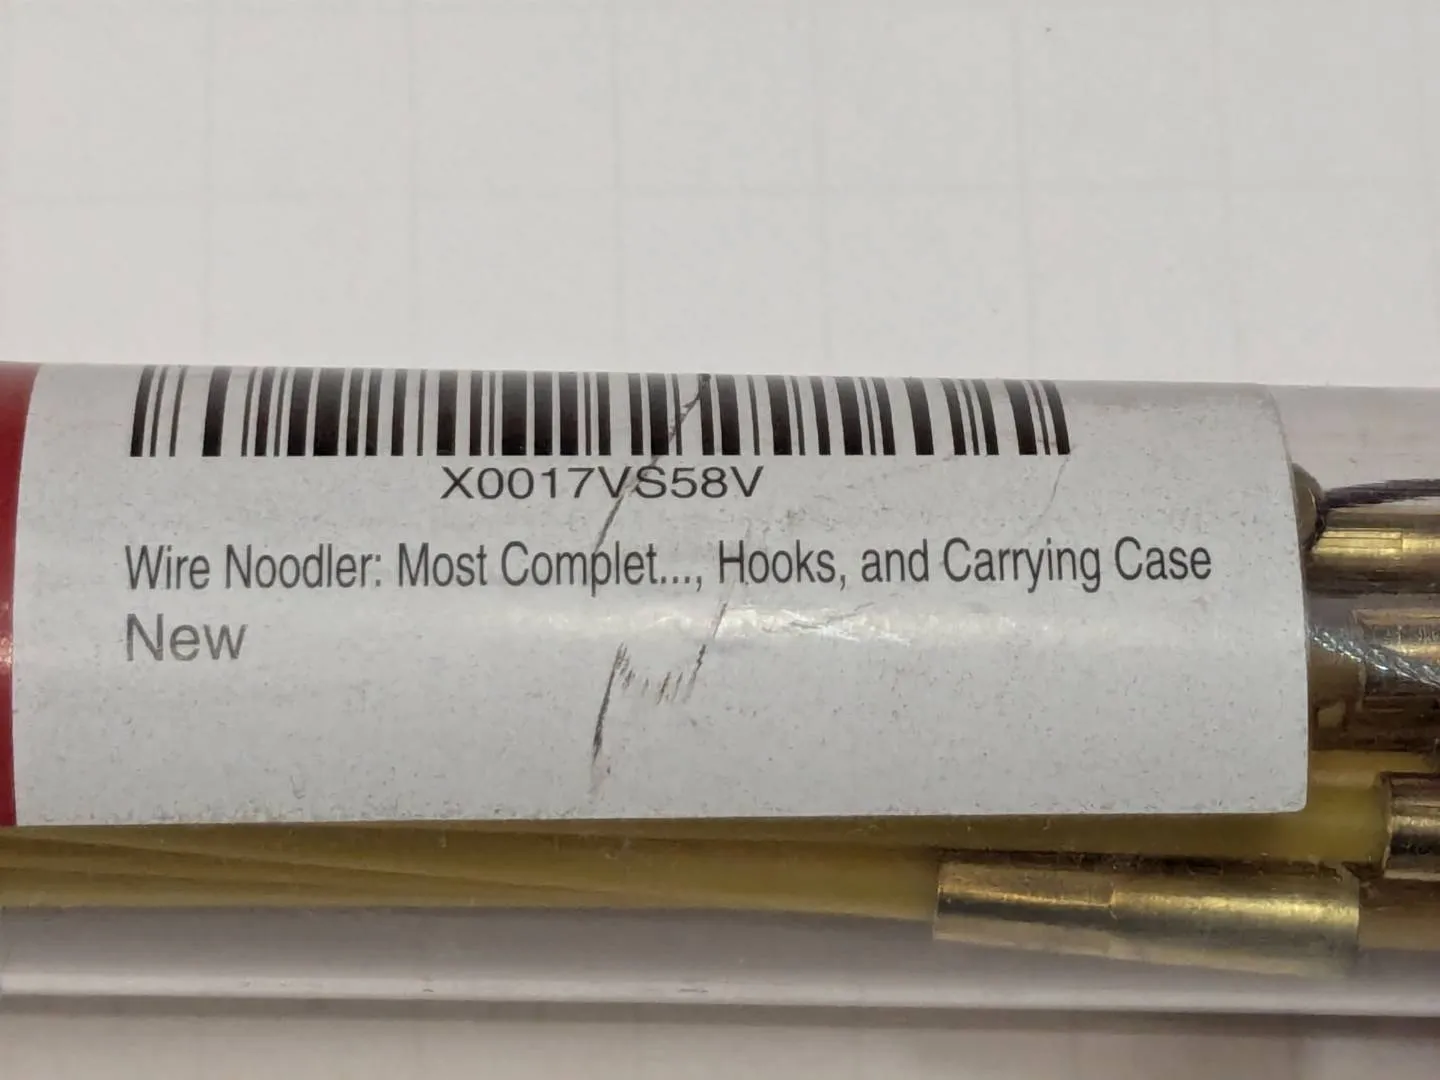 X0017VS58V
Wire Noodler: Most Complet..., Hooks, and Carrying Case
New